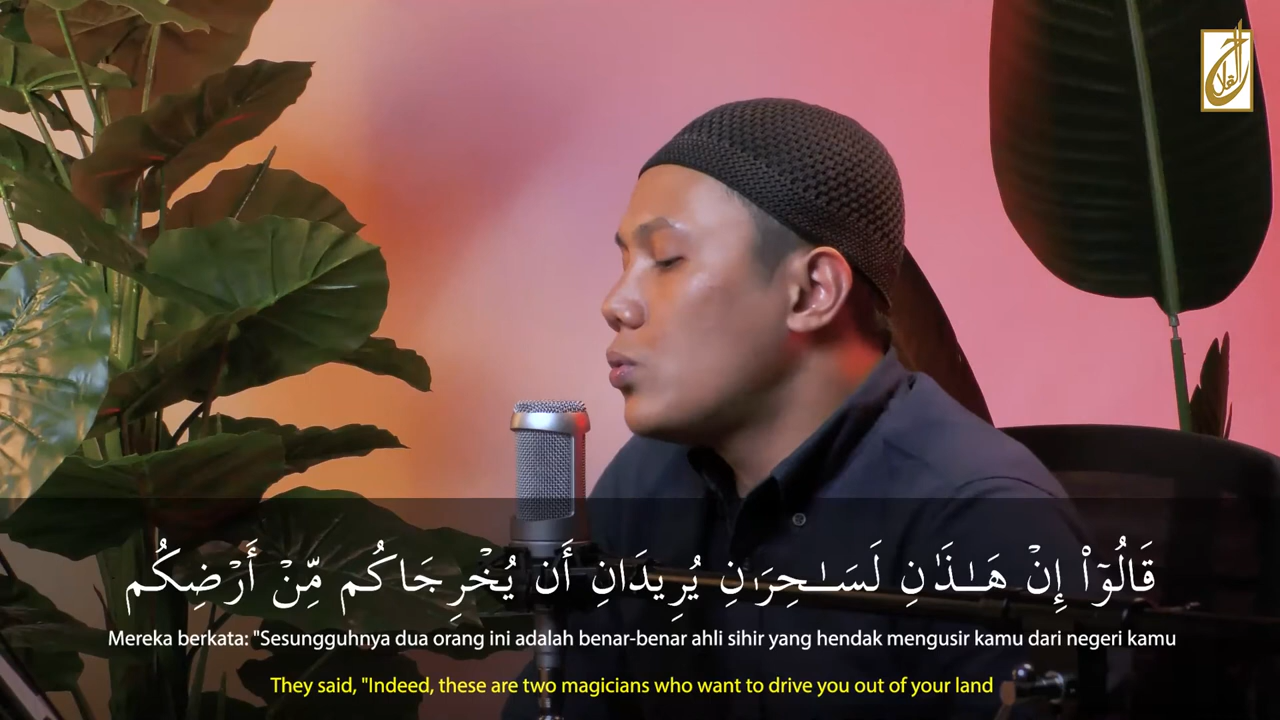 قَالُوٓا۟ إِنْ هَـٰذَٰنِ لَسَـٰحِرَٰنِ يُرِيدَانِ أَن يُخْرِجَاكُم مِّنْ أَرْضِكُم
Mereka berkata: "Sesungguhnya dua orang ini adalah benar-benar ahli sihir yang hendak mengusir kamu dari negeri kamu
They said, "Indeed, these are two magicians who want to drive you out of your land